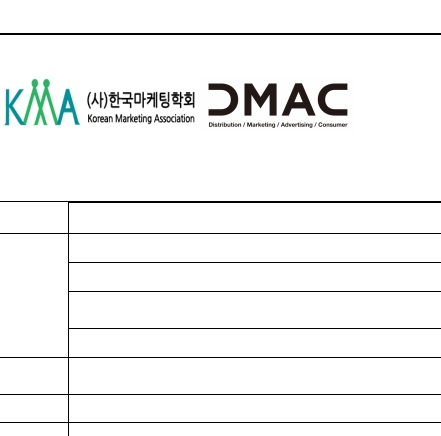 KMA (사)한국마케팅학회
Korean Marketing Association
DMAC
Distribution / Marketing / Advertising / Consumer